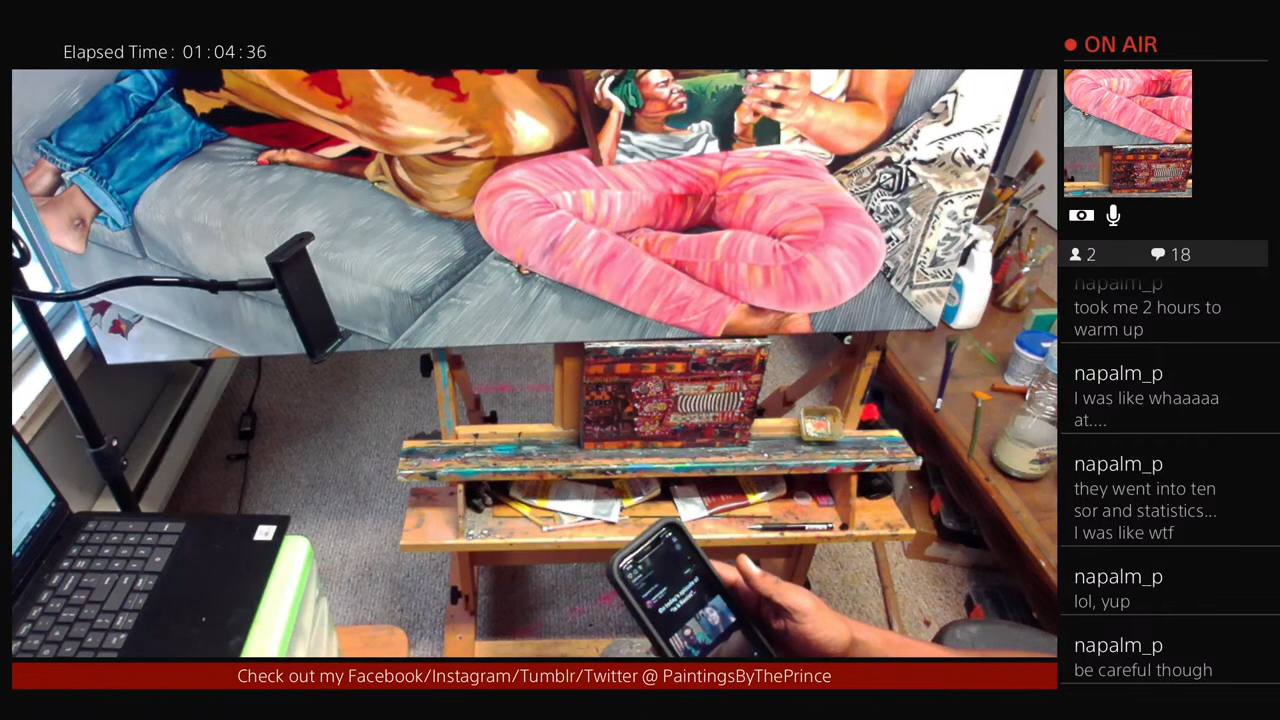 Elapsed Time: 01:04:36
ON AIR
2
18
napalm_p
took me 2 hours to
warm up
napalm_p
I was like whaaaaa
at....
napalm_p
they went into ten
sor and statistics...
I was like wtf
napalm_p
lol, yup
napalm_p
be careful though
Check out my Facebook/Instagram/Tumblr/Twitter @ PaintingsByThePrince